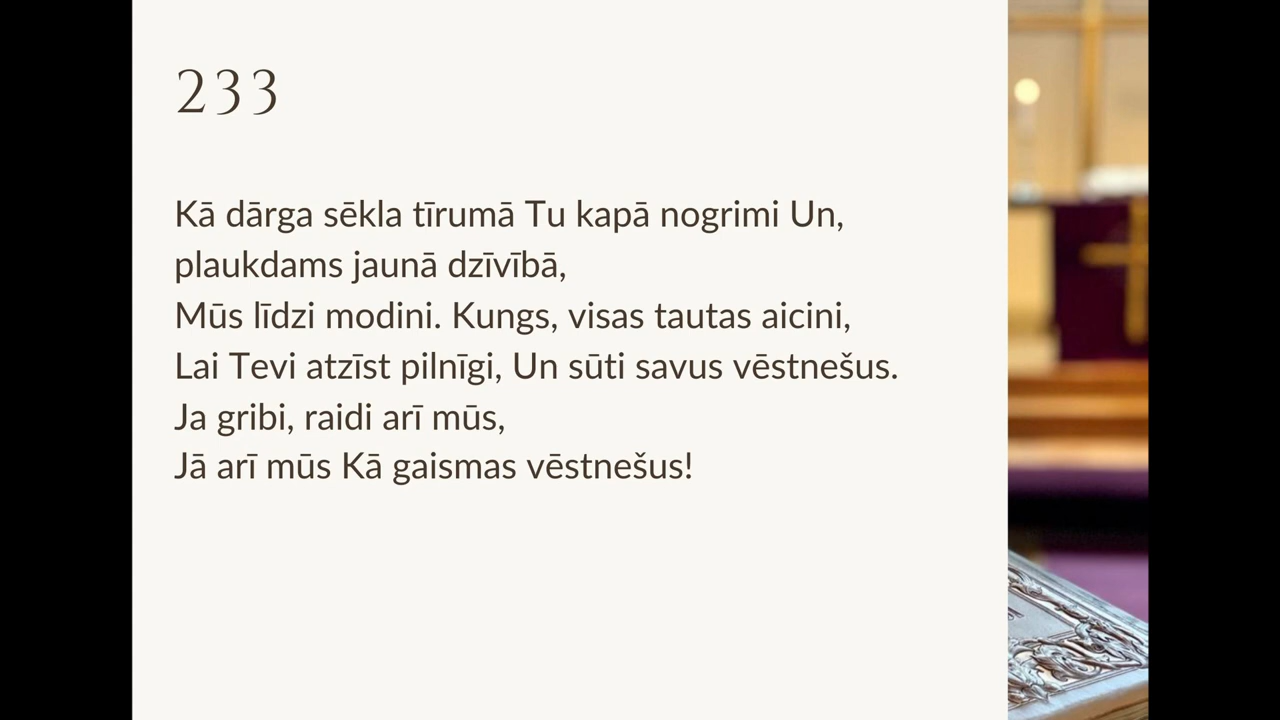 233
Kā dārga sēkla tīrumā Tu kapā nogrimi Un,
plaukdams jaunā dzīvībā,
Mūs līdzi modini. Kungs, visas tautas aicini,
Lai Tevi atzīst pilnīgi, Un sūti savus vēstnešus.
Ja gribi, raidi arī mūs,
Jā arī mūs Kā gaismas vēstnešus!